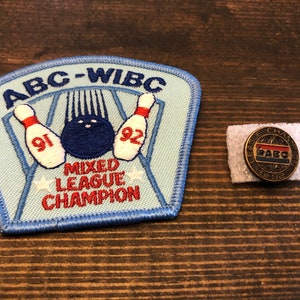 ABC-WIBC
91 92
MIXED
LEAGUE
CHAMPION
ABC